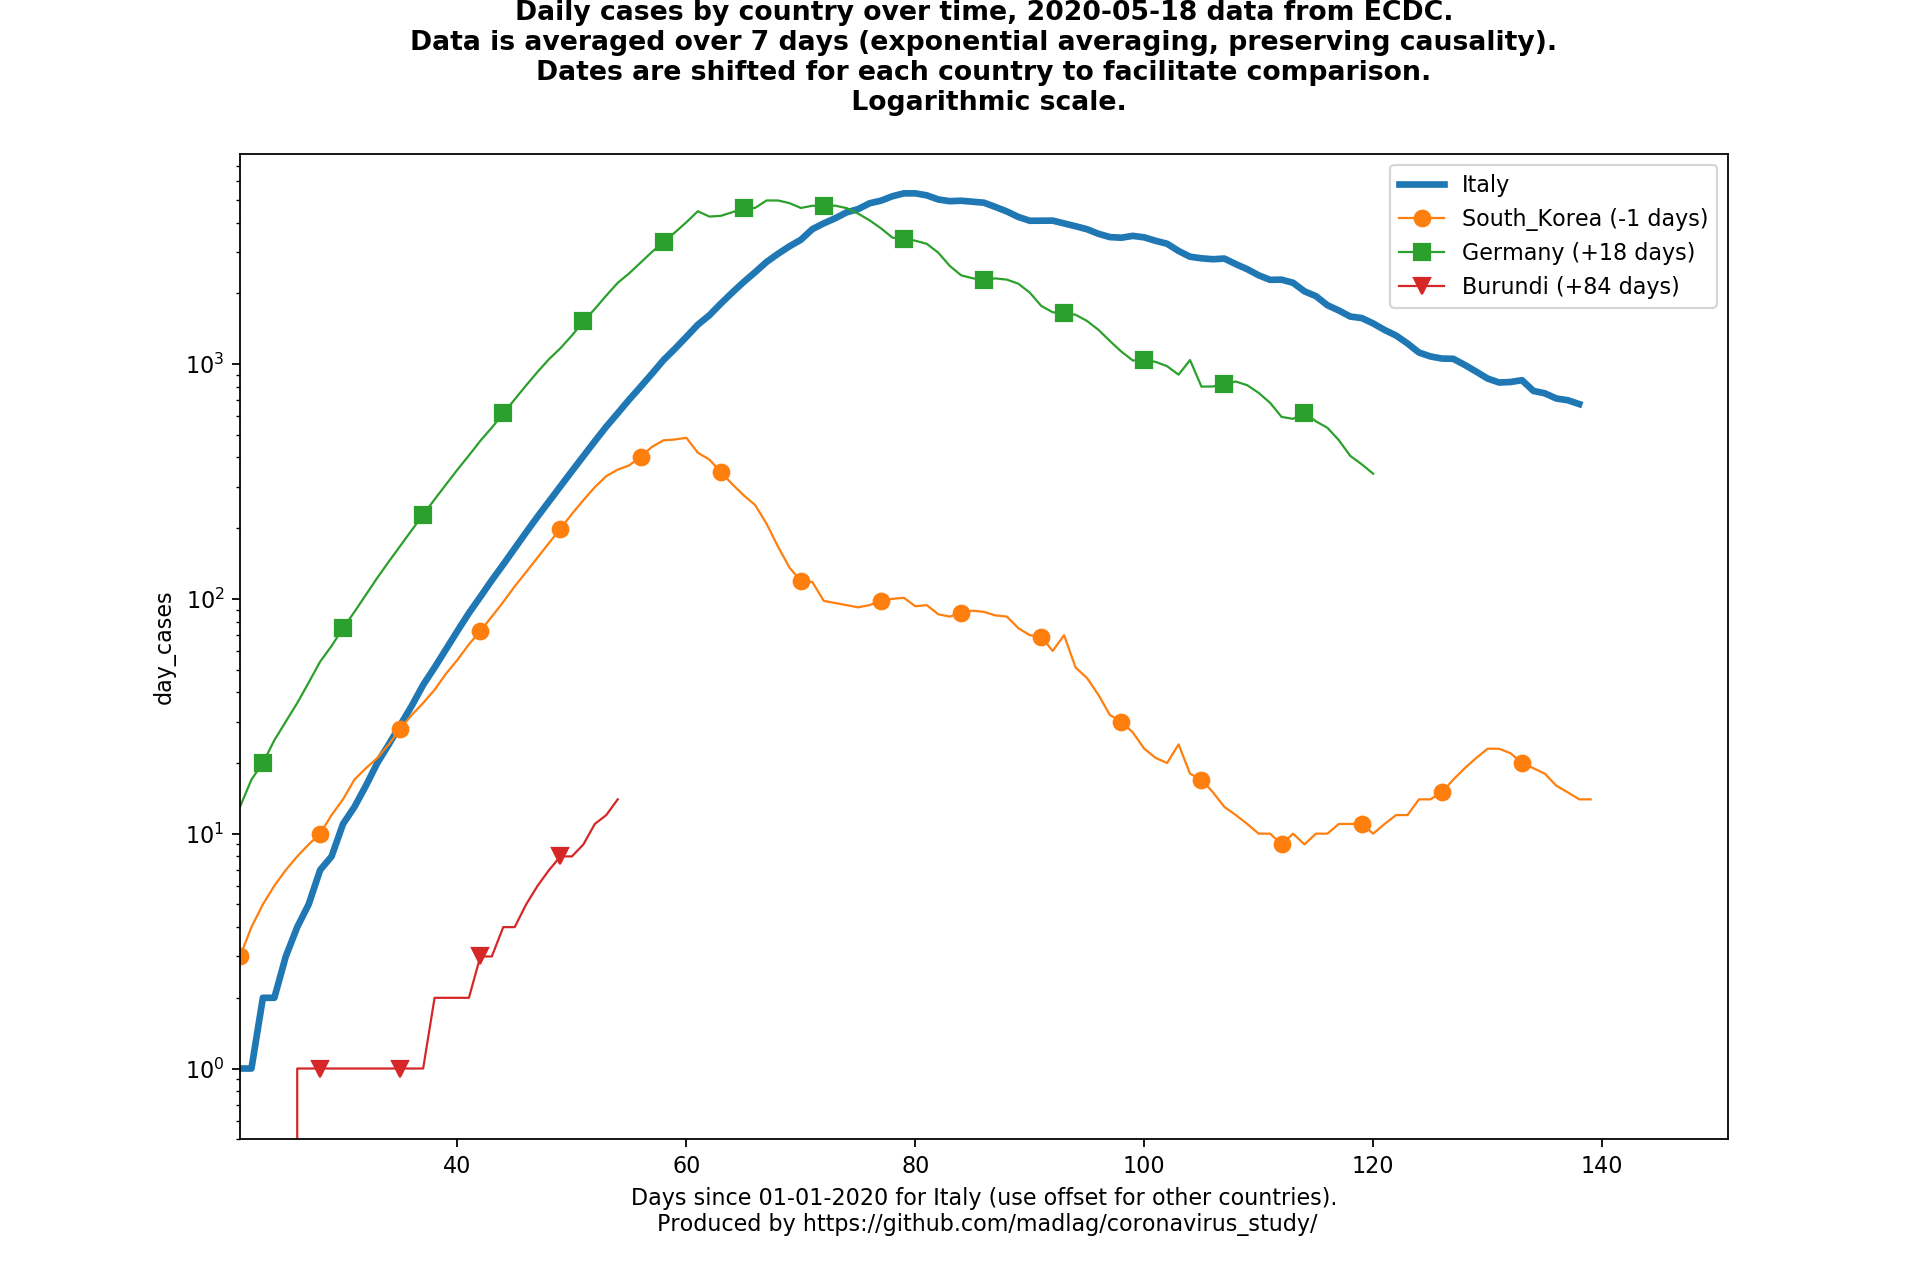 Daily cases by country over time, 2020-05-18 data from ECDC.
Data is averaged over 7 days (exponential averaging, preserving causality).
Dates are shifted for each country to facilitate comparison.
Logarithmic scale.
Italy
South_Korea (-1 days)
Germany (+18 days)
Burundi (+84 days)
10³
10²
10¹
10⁰
day_cases
40 60 80 100 120 140
Days since 01-01-2020 for Italy (use offset for other countries).
Produced by https://github.com/madlag/coronavirus_study/